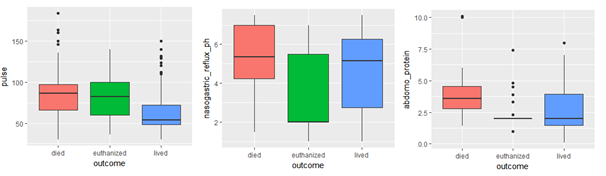 pulse
150
100
50
died
euthanized
lived
outcome
nasogastric_reflux_ph
6
4
2
died
euthanized
lived
outcome
abdomo_protein
10.0
7.5
5.0
2.5
0.0
died
euthanized
lived
outcome